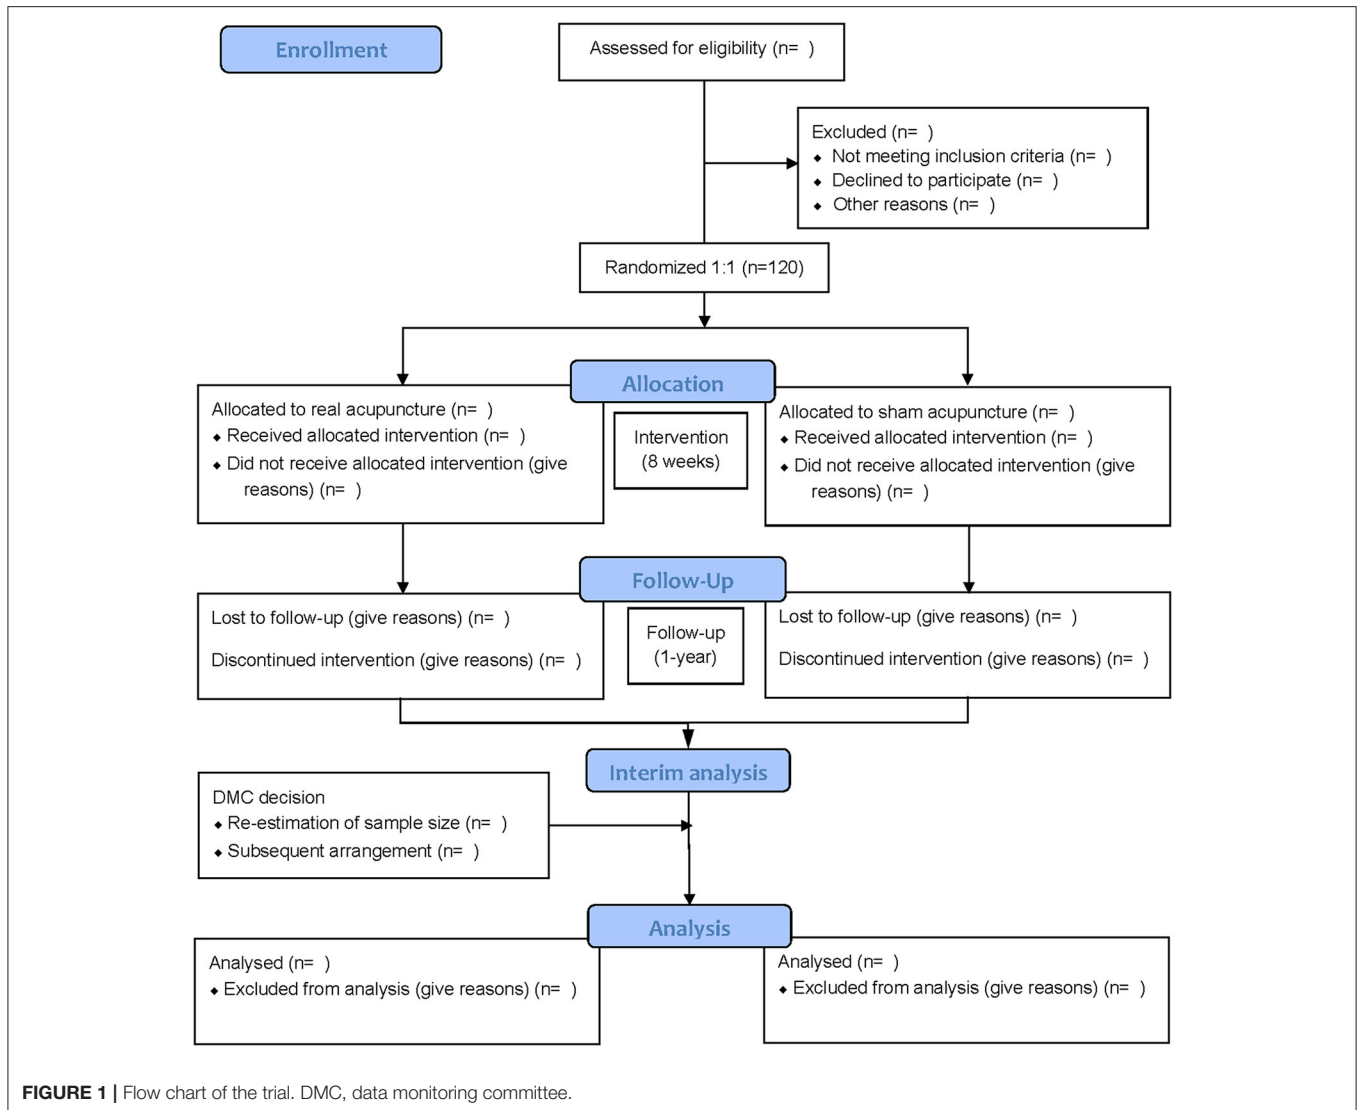 Enrollment
Assessed for eligibility (n=  )
Excluded (n=  )
⬥ Not meeting inclusion criteria (n=  )
⬥ Declined to participate (n=  )
⬥ Other reasons (n=  )
Randomized 1:1 (n=120)
Allocation
Allocated to real acupuncture (n=  )
⬥ Received allocated intervention (n=  )
⬥ Did not receive allocated intervention (give
reasons) (n=  )
Intervention
(8 weeks)
Allocated to sham acupuncture (n=  )
⬥ Received allocated intervention (n=  )
⬥ Did not receive allocated intervention (give
reasons) (n=  )
Follow-Up
Lost to follow-up (give reasons) (n=  )
Discontinued intervention (give reasons) (n=  )
Follow-up
(1-year)
Lost to follow-up (give reasons) (n=  )
Discontinued intervention (give reasons) (n=  )
Interim analysis
DMC decision
⬥ Re-estimation of sample size (n=  )
⬥ Subsequent arrangement (n=  )
Analysis
Analysed (n=  )
⬥ Excluded from analysis (give reasons) (n=  )
Analysed (n=  )
⬥ Excluded from analysis (give reasons) (n=  )
FIGURE 1 | Flow chart of the trial. DMC, data monitoring committee.